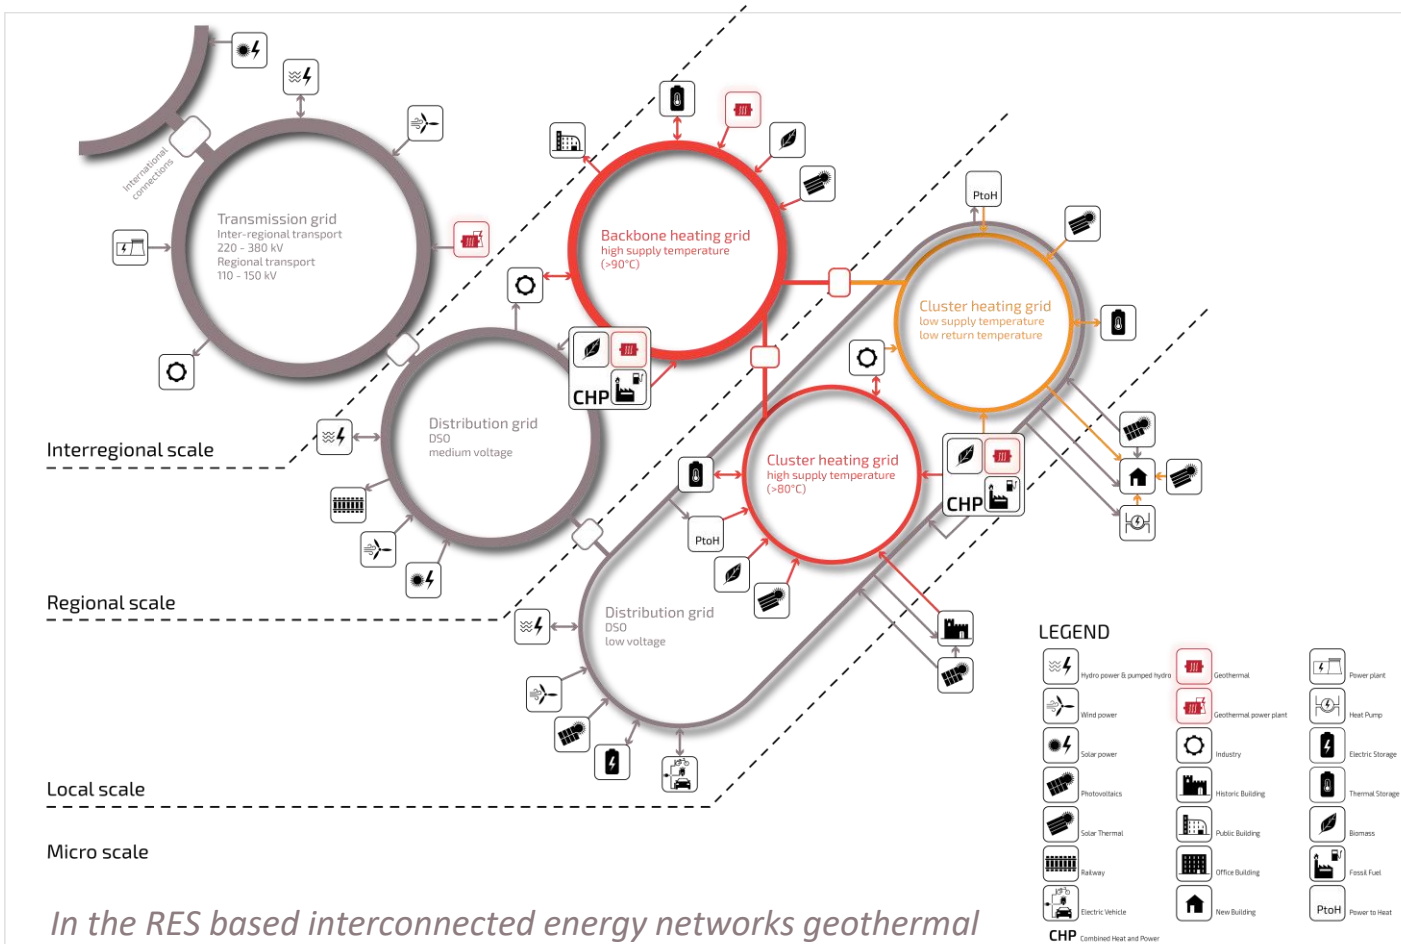 International
connections
Transmission grid
Inter-regional transport
220 - 380 kV
Regional transport
110 - 150 kV
Backbone heating grid
high supply temperature
(>90°C)
PtoH
Cluster heating grid
low supply temperature
low return temperature
CHP
Distribution grid
DSO
medium voltage
Interregional scale
Cluster heating grid
high supply temperature
(>80°C)
CHP
PtoH
Regional scale
Distribution grid
DSO
low voltage
Local scale
Micro scale
LEGEND
Hydro power & pumped hydro
Geothermal
Power plant
Wind power
Geothermal power plant
Heat Pump
Solar power
Industry
Electric Storage
Photovoltaics
Historic Building
Thermal Storage
Solar Thermal
Public Building
Biomass
Railway
Office Building
Fossil Fuel
Electric Vehicle
New Building
PtoH Power to Heat
CHP Combined Heat and Power
In the RES based interconnected energy networks geothermal